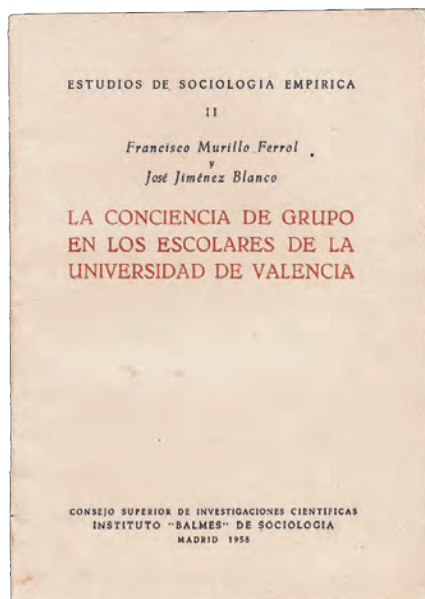 ESTUDIOS DE SOCIOLOGIA EMPIRICA
II
Francisco Murillo Ferrol
y
José Jiménez Blanco
LA CONCIENCIA DE GRUPO
EN LOS ESCOLARES DE LA
UNIVERSIDAD DE VALENCIA
CONSEJO SUPERIOR DE INVESTIGACIONES CIENTIFICAS
INSTITUTO "BALMES" DE SOCIOLOGIA
MADRID 1958